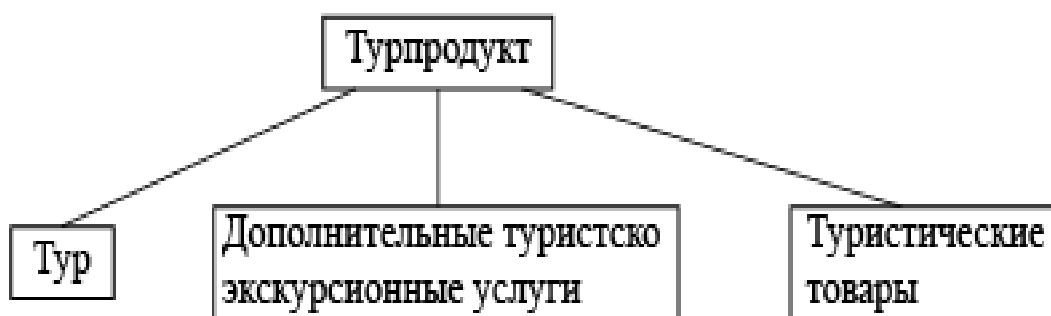 Турпродукт
Тур
Дополнительные туристско
экскурсионные услуги
Туристические
товары